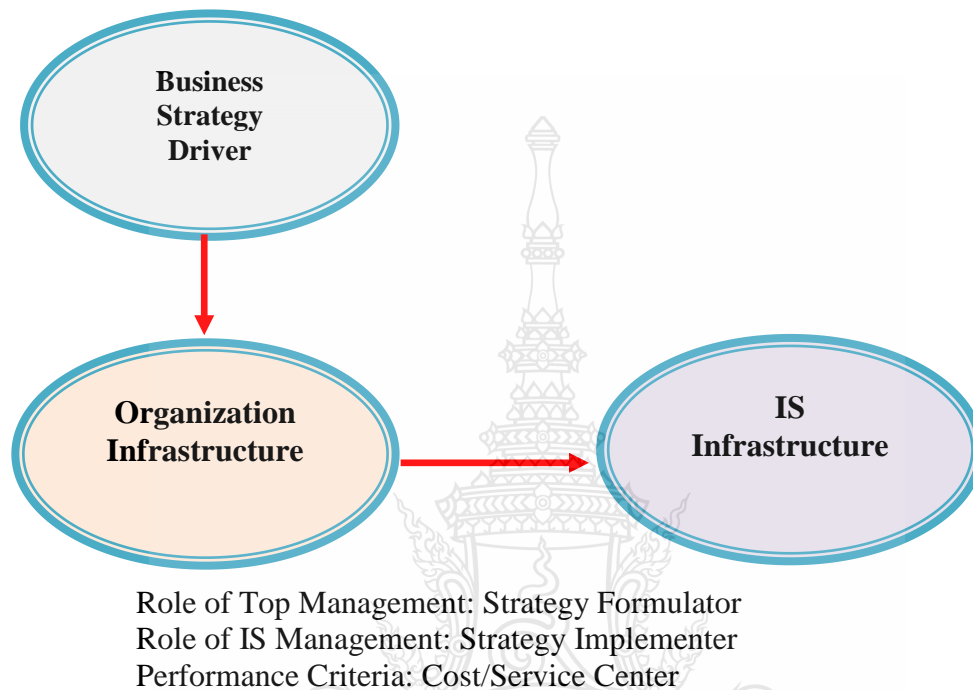 Business
Strategy
Driver
Organization
Infrastructure
IS
Infrastructure
Role of Top Management: Strategy Formulator
Role of IS Management: Strategy Implementer
Performance Criteria: Cost/Service Center